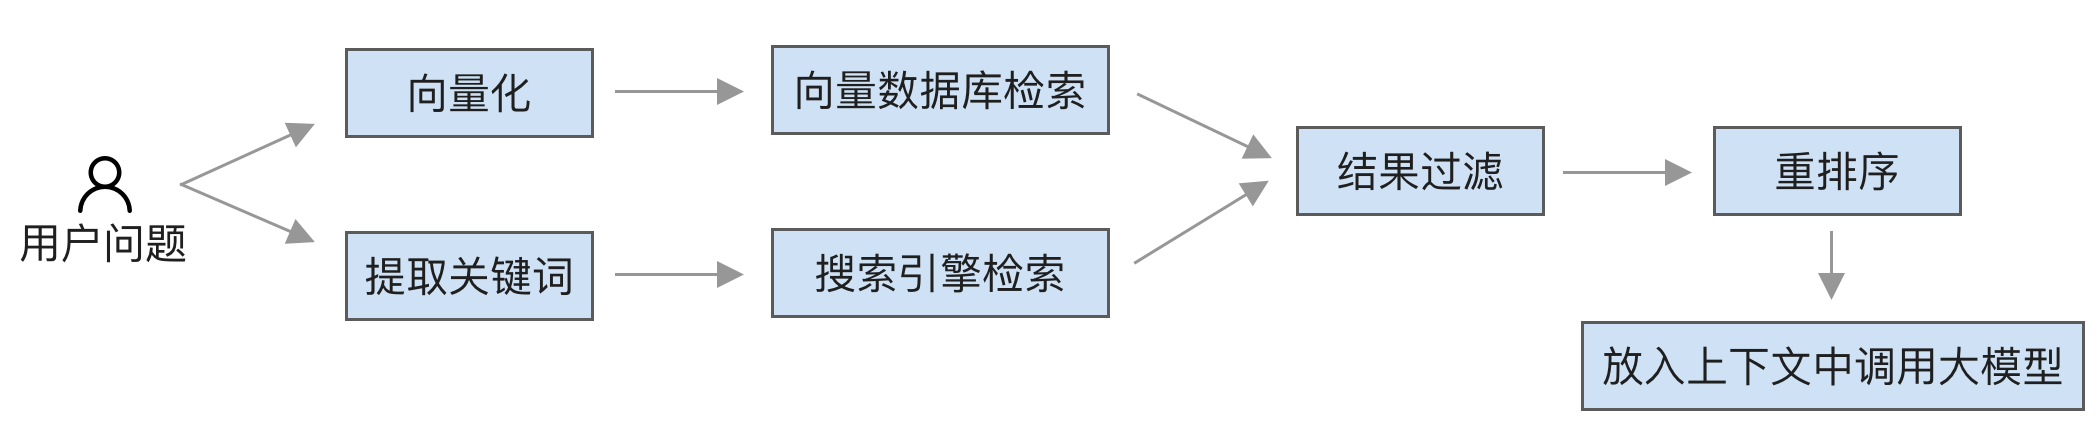 用户问题
向量化
向量数据库检索
提取关键词
搜索引擎检索
结果过滤
重排序
放入上下文中调用大模型